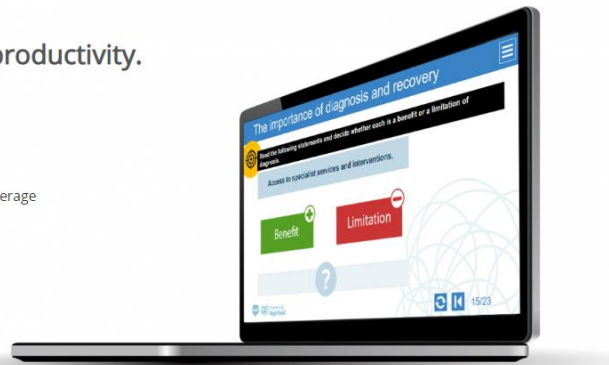 productivity.
erage
The importance of diagnosis and recovery
Read the following statements and decide whether each is a benefit or a limitation of
diagnosis.
Access to specialist services and interventions.
Benefit
Limitation
?
15/23
Highfield